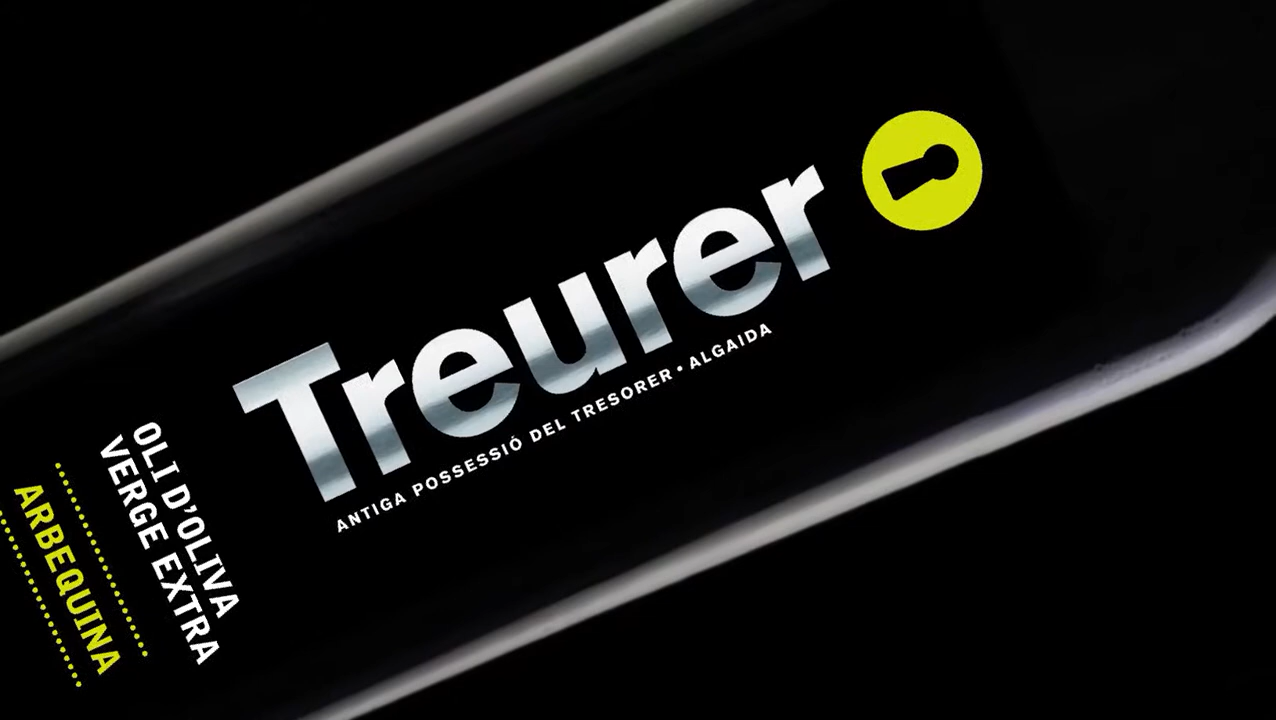 Treurer
ANTIGA POSSESSIÓ DEL TRESORER • ALGAIDA
OLI D'OLIVA
VERGE EXTRA
ARBEQUINA